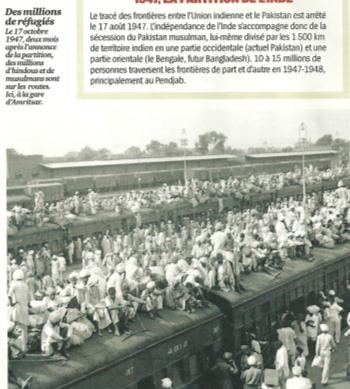 1947, LA PARTITION DE L'INDE
Des millions
de réfugiés
Le 17 octobre
1947, deux mois
après l'annonce
de la partition,
des millions
d'hindous et de
musulmans sont
sur les routes.
Ici, à la gare
d'Amritsar.
Le tracé des frontières entre l'Union indienne et le Pakistan est arrêté
le 17 août 1947. L'indépendance de l'Inde s'accompagne donc de la
sécession du Pakistan musulman, lui-même divisé par les 1 500 km
de territoire indien en une partie occidentale (actuel Pakistan) et une
partie orientale (le Bengale, futur Bangladesh). 10 à 15 millions de
personnes traversent les frontières de part et d'autre en 1947-1948,
principalement au Pendjab.
4812